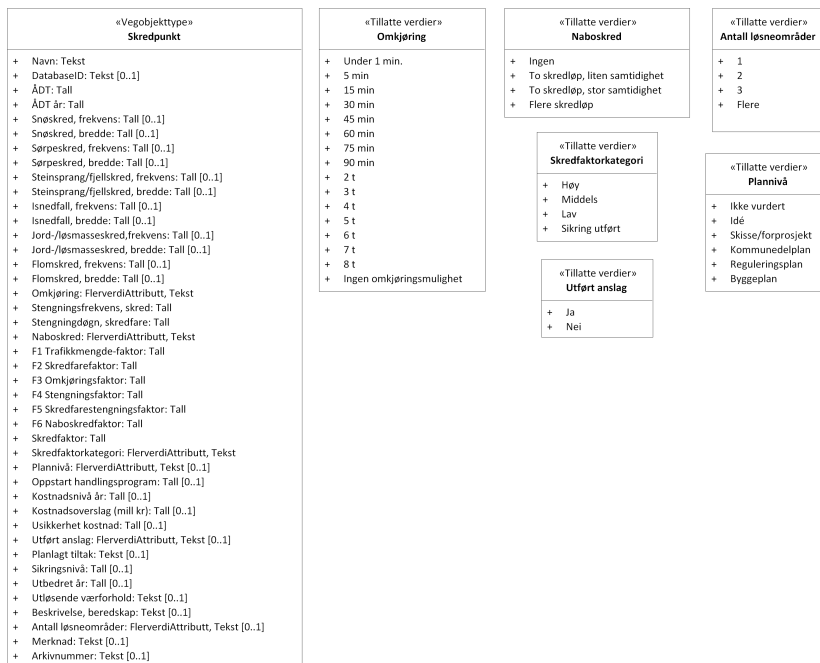 «Vegobjekttype»
Skredpunkt
+ Navn: Tekst
+ DatabaseID: Tekst [0..1]
+ ÅDT: Tall
+ ÅDT år: Tall
+ Snøskred, frekvens: Tall [0..1]
+ Snøskred, bredde: Tall [0..1]
+ Sørpeskred, frekvens: Tall [0..1]
+ Sørpeskred, bredde: Tall [0..1]
+ Steinsprang/fjellskred, frekvens: Tall [0..1]
+ Steinsprang/fjellskred, bredde: Tall [0..1]
+ Isnedfall, frekvens: Tall [0..1]
+ Isnedfall, bredde: Tall [0..1]
+ Jord-/løsmasseskred,frekvens: Tall [0..1]
+ Jord-/løsmasseskred, bredde: Tall [0..1]
+ Flomskred, frekvens: Tall [0..1]
+ Flomskred, bredde: Tall [0..1]
+ Omkjøring: FlerverdiAttributt, Tekst
+ Stengningsfrekvens, skred: Tall
+ Stengningdøgn, skredfare: Tall
+ Naboskred: FlerverdiAttributt, Tekst
+ F1 Trafikkmengde-faktor: Tall
+ F2 Skredfarefaktor: Tall
+ F3 Omkjøringsfaktor: Tall
+ F4 Stengningsfaktor: Tall
+ F5 Skredfarestengningsfaktor: Tall
+ F6 Naboskredfaktor: Tall
+ Skredfaktor: Tall
+ Skredfaktorkategori: FlerverdiAttributt, Tekst
+ Plannivå: FlerverdiAttributt, Tekst [0..1]
+ Oppstart handlingsprogram: Tall [0..1]
+ Kostnadsnivå år: Tall [0..1]
+ Kostnadsoverslag (mill kr): Tall [0..1]
+ Usikkerhet kostnad: Tall [0..1]
+ Utført anslag: FlerverdiAttributt, Tekst [0..1]
+ Planlagt tiltak: Tekst [0..1]
+ Sikringsnivå: Tall [0..1]
+ Utbedret år: Tall [0..1]
+ Utløsende værforhold: Tekst [0..1]
+ Beskrivelse, beredskap: Tekst [0..1]
+ Antall løsneområder: FlerverdiAttributt, Tekst [0..1]
+ Merknad: Tekst [0..1]
+ Arkivnummer: Tekst [0..1]
«Tillatte verdier»
Omkjøring
+ Under 1 min.
+ 5 min
+ 15 min
+ 30 min
+ 45 min
+ 60 min
+ 75 min
+ 90 min
+ 2 t
+ 3 t
+ 4 t
+ 5 t
+ 6 t
+ 7 t
+ 8 t
+ Ingen omkjøringsmulighet
«Tillatte verdier»
Naboskred
+ Ingen
+ To skredløp, liten samtidighet
+ To skredløp, stor samtidighet
+ Flere skredløp
«Tillatte verdier»
Skredfaktorkategori
+ Høy
+ Middels
+ Lav
+ Sikring utført
«Tillatte verdier»
Utført anslag
+ Ja
+ Nei
«Tillatte verdier»
Antall løsneområder
+ 1
+ 2
+ 3
+ Flere
«Tillatte verdier»
Plannivå
+ Ikke vurdert
+ Idé
+ Skisse/forprosjekt
+ Kommunedelplan
+ Reguleringsplan
+ Byggeplan